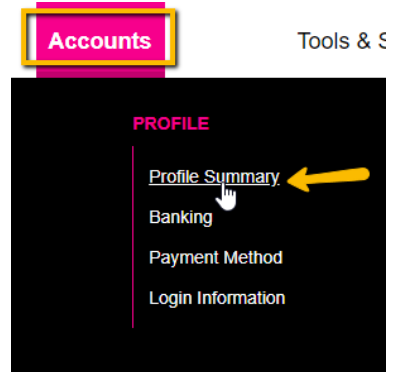 Accounts
Tools & S
PROFILE
Profile Summary
Banking
Payment Method
Login Information